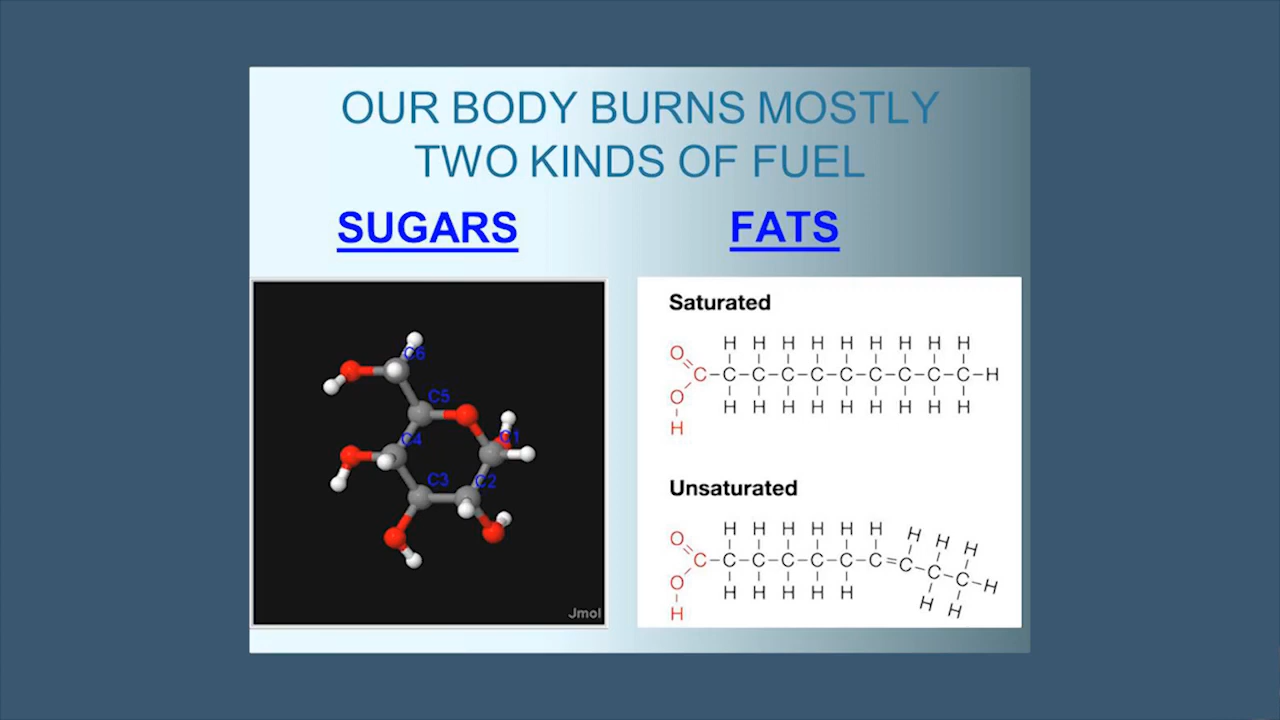 OUR BODY BURNS MOSTLY
TWO KINDS OF FUEL
SUGARS
FATS
C6
C5
C4
C1
C3
C2
Jmol
Saturated
H H H H H H H H H
O
C-C-C-C-C-C-C-C-C-C-H
O
H H H H H H H H H
H
Unsaturated
H H H H H H H H H
O
C-C-C-C-C-C-C=C-C-C-H
O
H H H H H H H
H